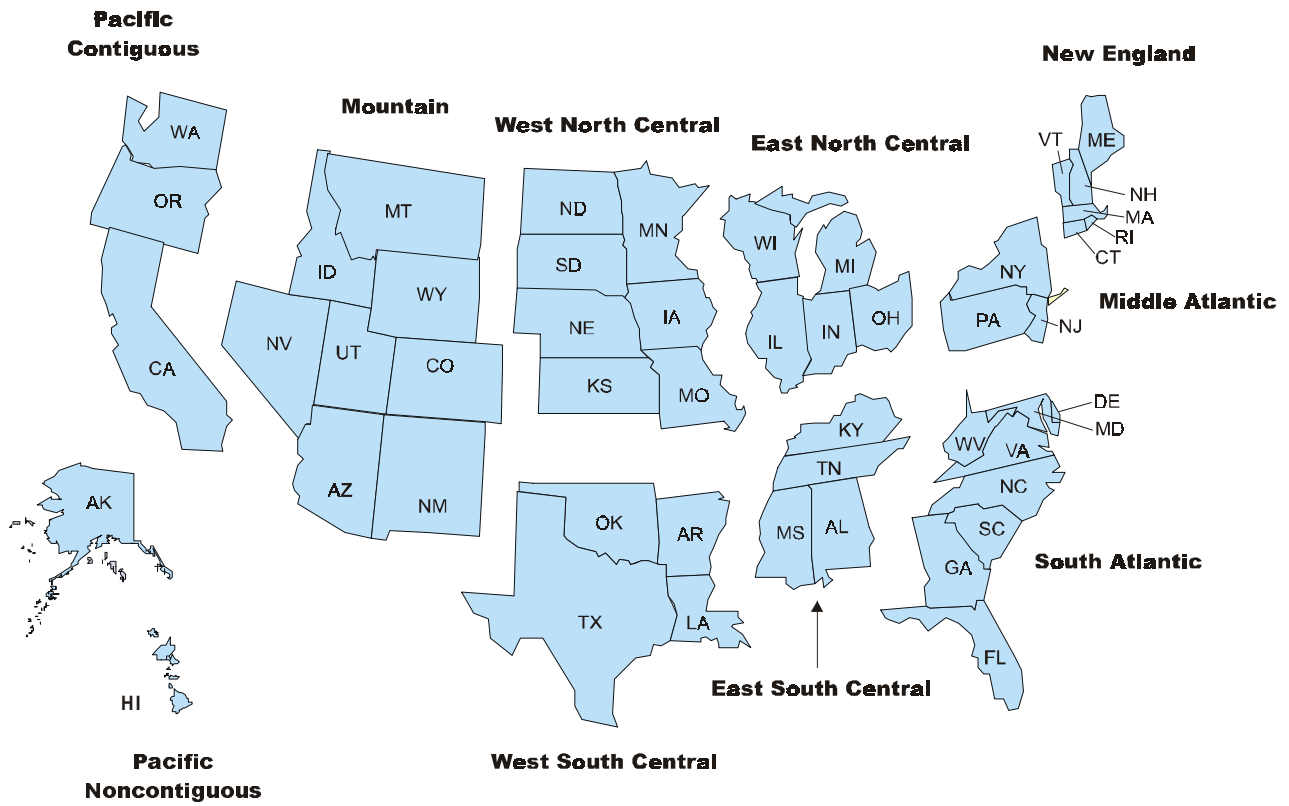 Pacific
Contiguous
WA
OR
CA
Mountain
MT
ID
WY
NV
UT
CO
AZ
NM
West North Central
ND
MN
SD
NE
IA
KS
MO
East North Central
WI
MI
IL
IN
OH
New England
ME
VT
NH
MA
RI
CT
Middle Atlantic
NY
PA
NJ
South Atlantic
DE
MD
WV
VA
NC
SC
GA
FL
East South Central
KY
TN
MS
AL
West South Central
OK
AR
TX
LA
Pacific
Noncontiguous
AK
HI